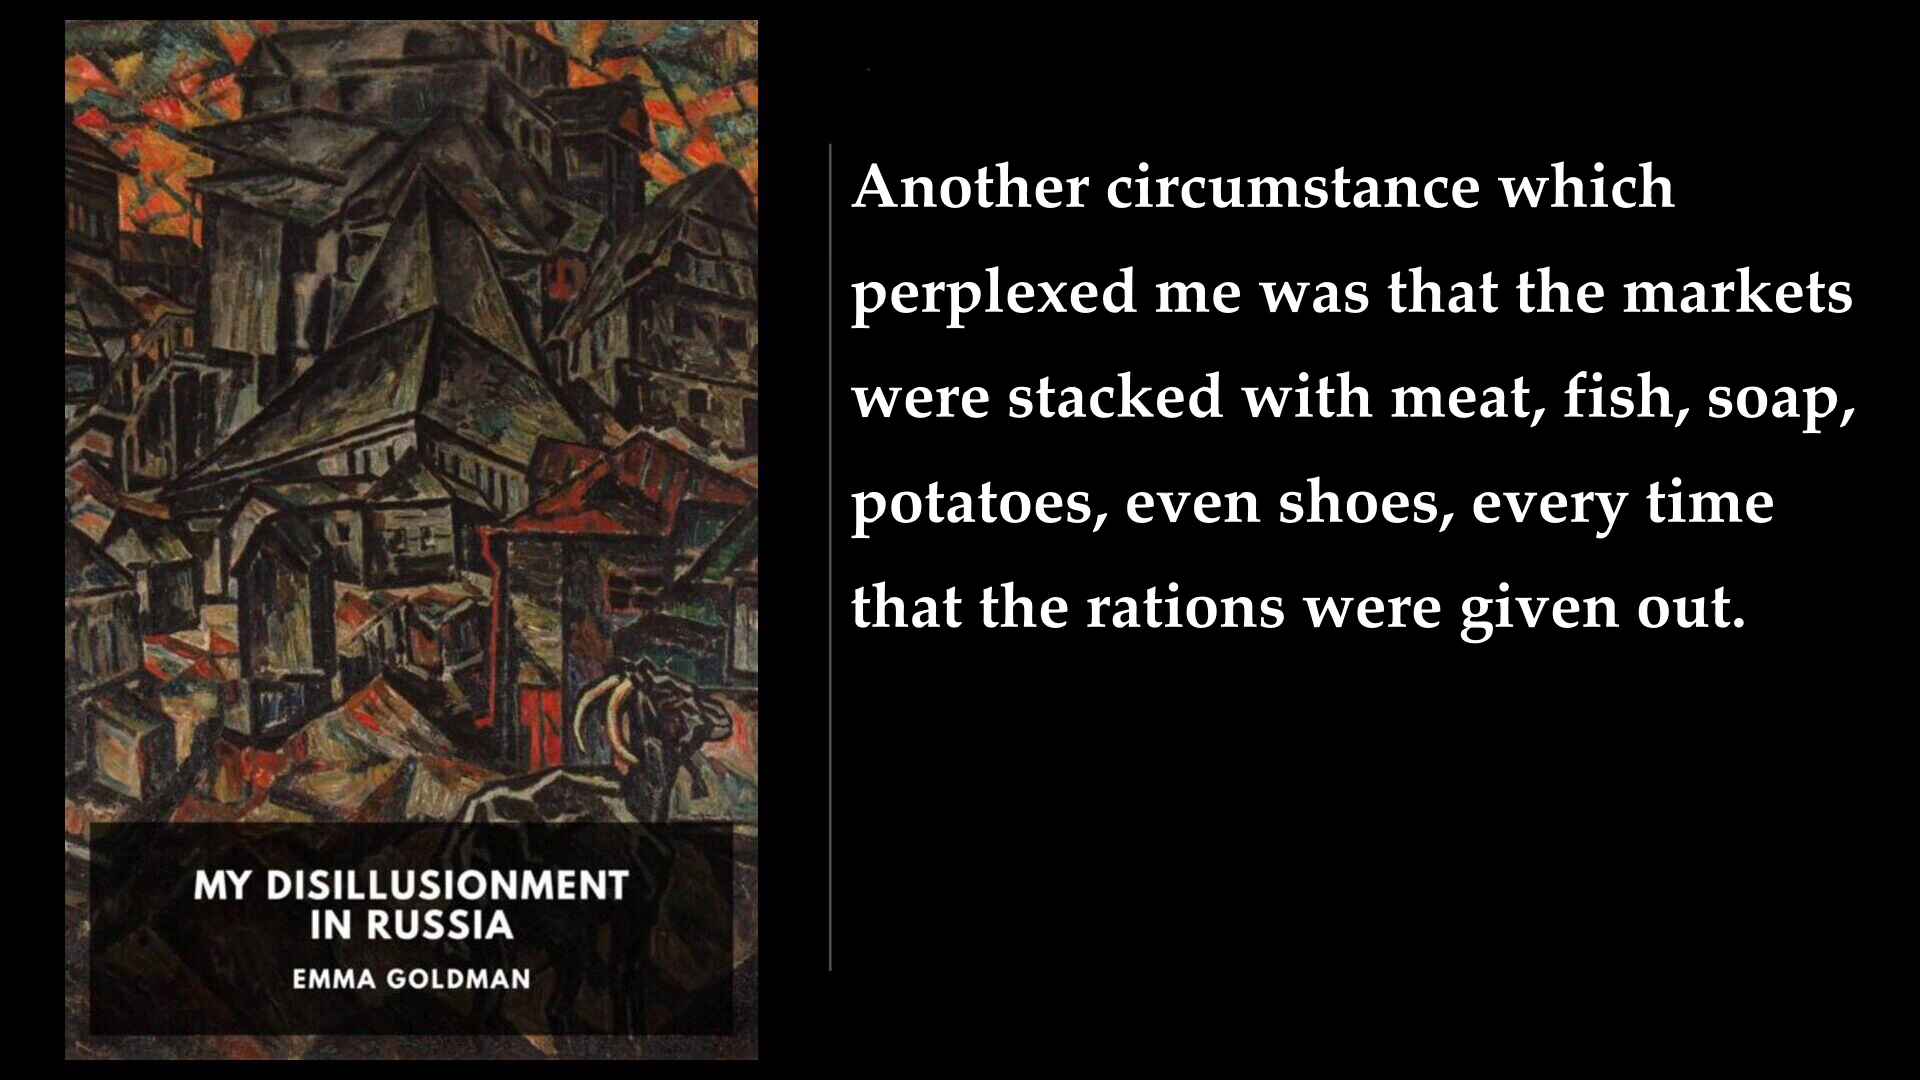 MY DISILLUSIONMENT
IN RUSSIA
EMMA GOLDMAN
Another circumstance which
perplexed me was that the markets
were stacked with meat, fish, soap,
potatoes, even shoes, every time
that the rations were given out.